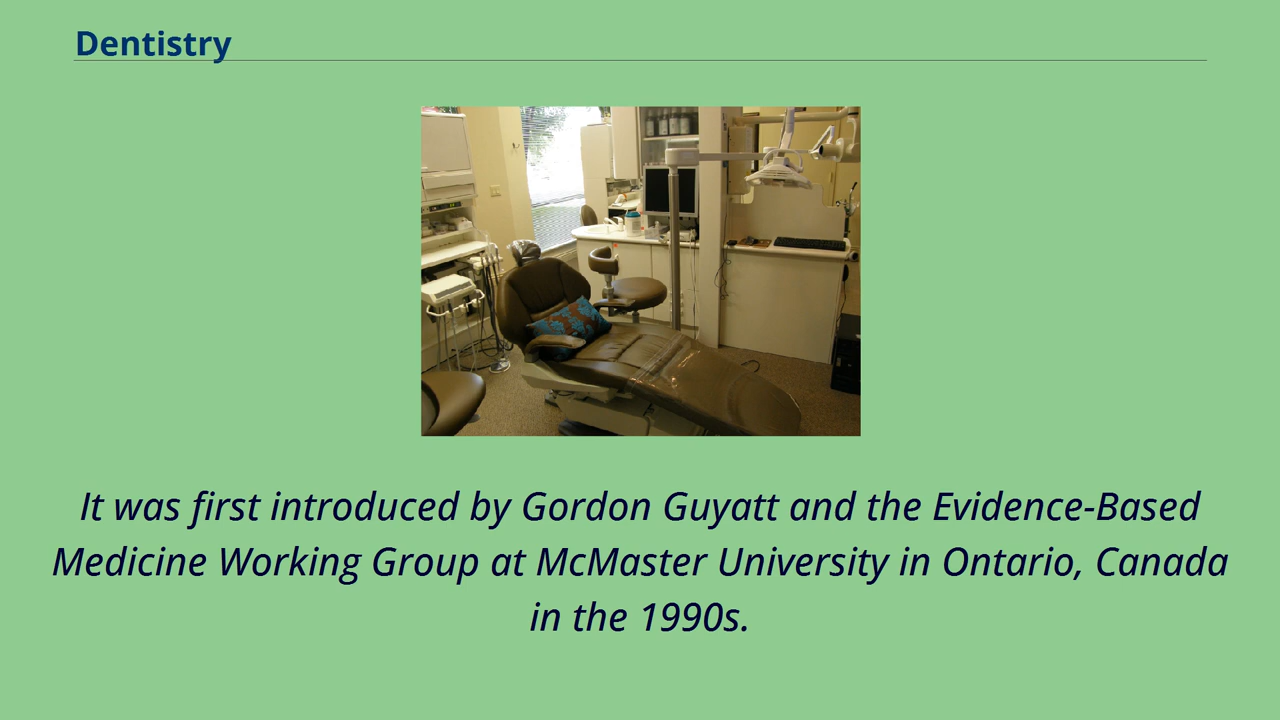 Dentistry
It was first introduced by Gordon Guyatt and the Evidence-Based
Medicine Working Group at McMaster University in Ontario, Canada
in the 1990s.